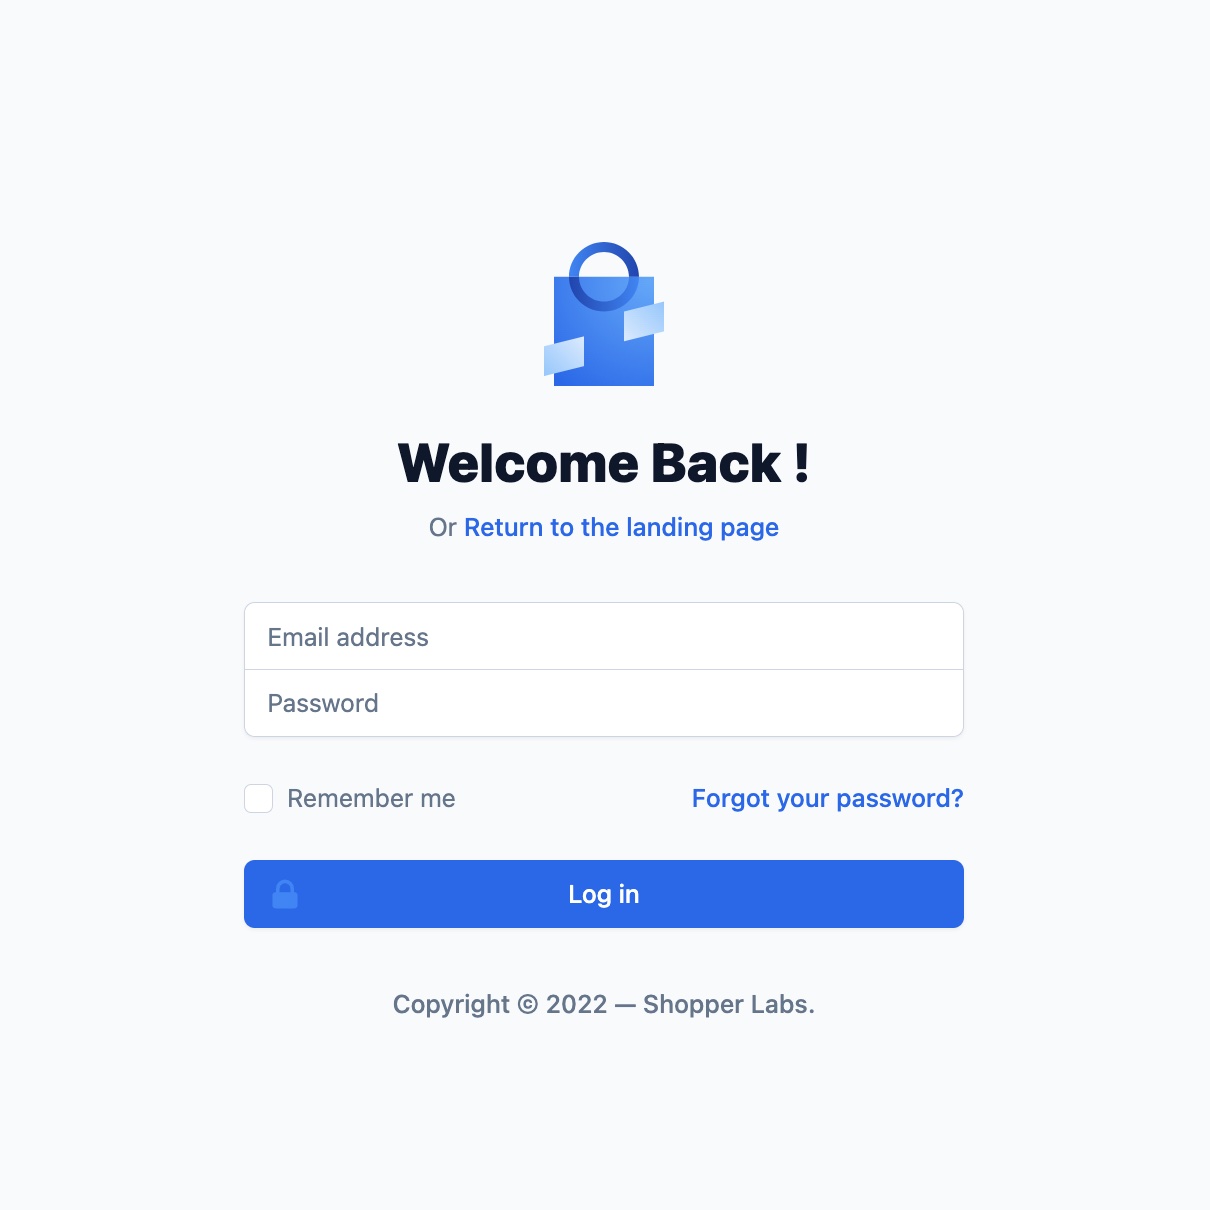 Welcome Back !
Or Return to the landing page
Email address
Password
Remember me
Forgot your password?
Log in
Copyright © 2022 — Shopper Labs.